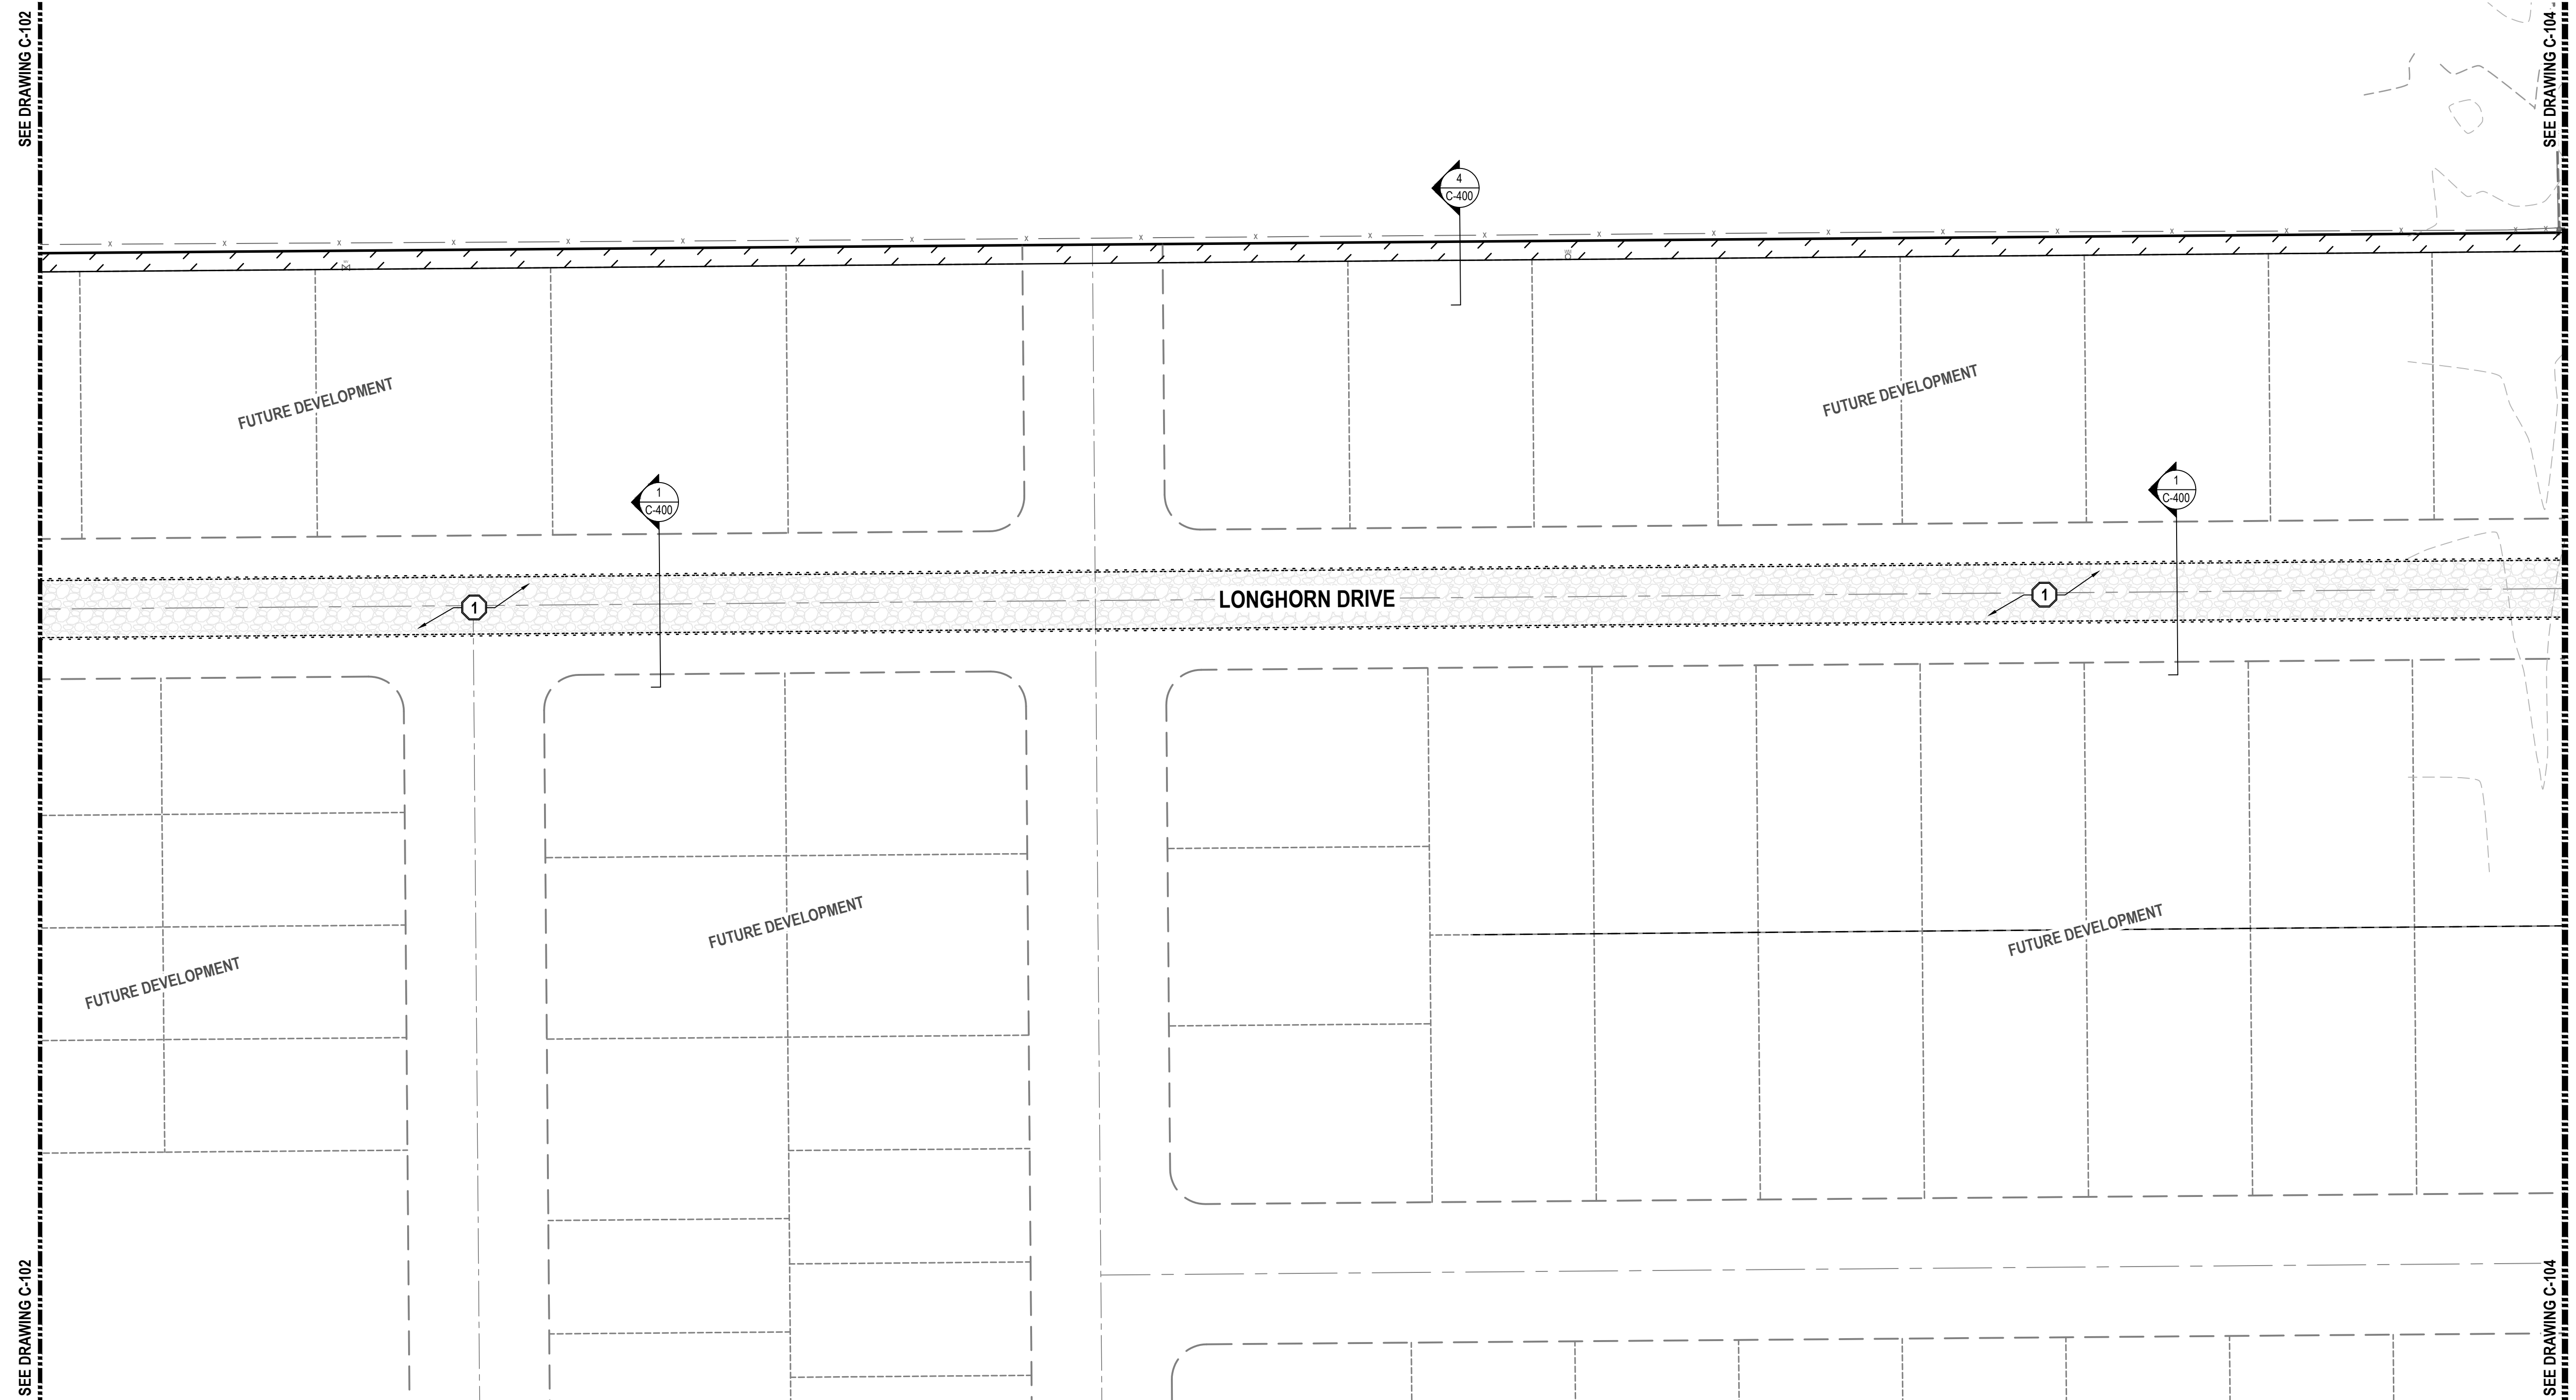 SEE DRAWING C-102
SEE DRAWING C-104
4
C-400
X X X X X X X X X X X X X X X X X X X X X X X
FUTURE DEVELOPMENT
FUTURE DEVELOPMENT
1
C-400
1
C-400
1
LONGHORN DRIVE
1
FUTURE DEVELOPMENT
FUTURE DEVELOPMENT
FUTURE DEVELOPMENT
SEE DRAWING C-102
SEE DRAWING C-104